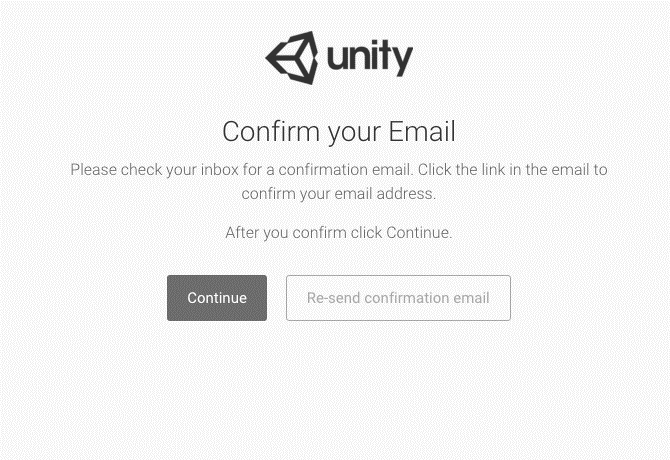 unity
Confirm your Email
Please check your inbox for a confirmation email. Click the link in the email to
confirm your email address.
After you confirm click Continue.
Continue
Re-send confirmation email